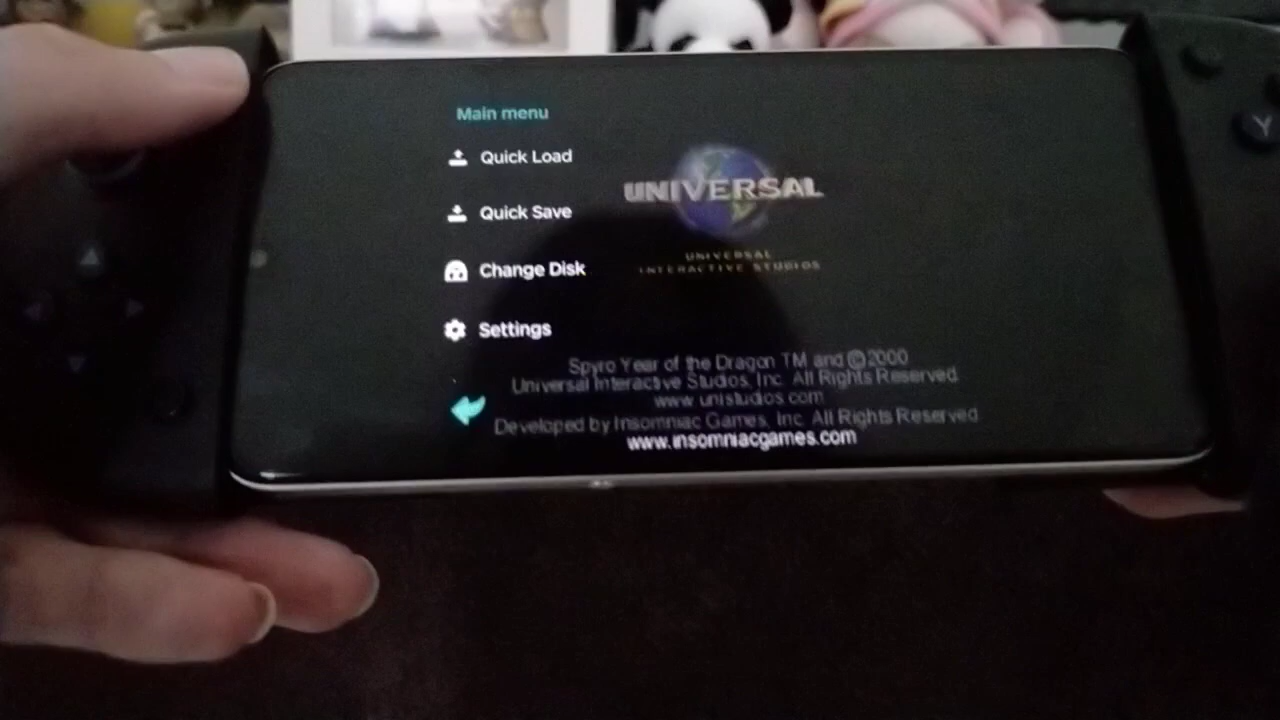 Main menu
Quick Load
Quick Save
Change Disk
Settings
UNIVERSAL
UNIVERSAL
INTERACTIVE STUDIOS
Spyro Year of the Dragon TM and ©2000
Universal Interactive Studios, Inc. All Rights Reserved.
www.unistudios.com
Developed by Insomniac Games, Inc. All Rights Reserved.
www.insomniacgames.com
Y